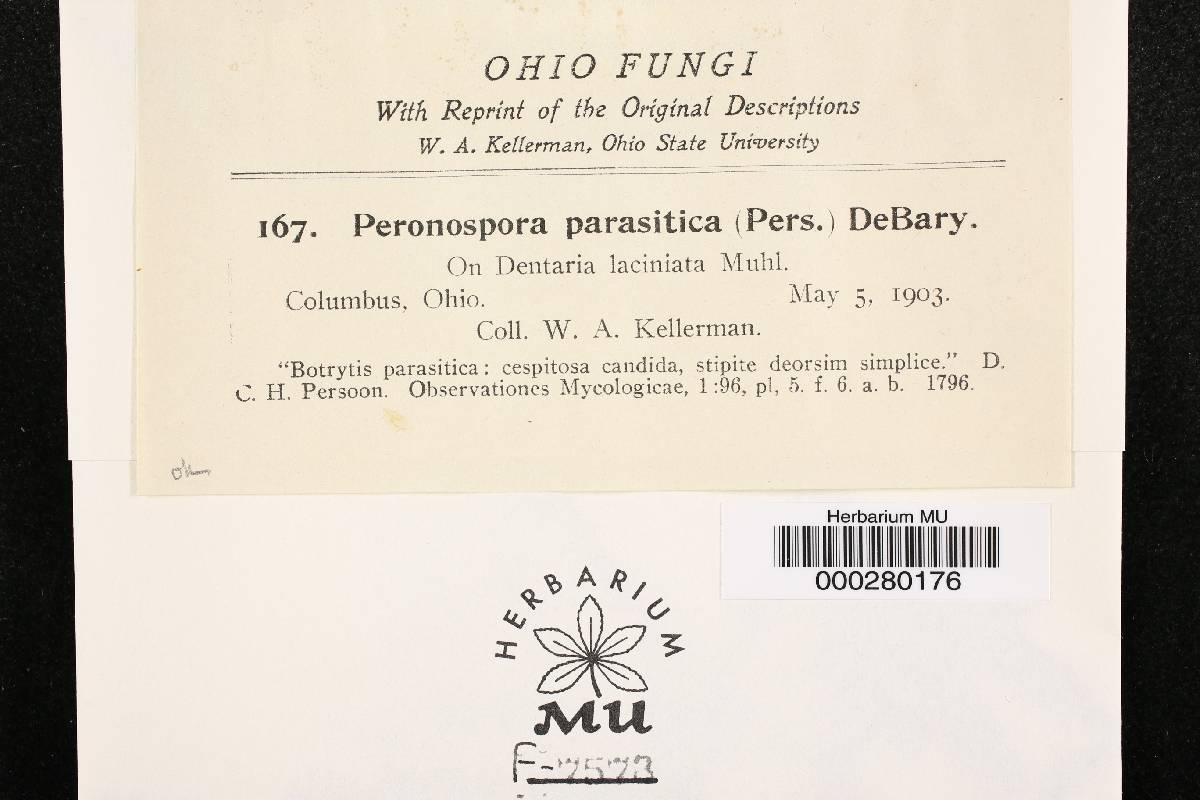 OHIO FUNGI
With Reprint of the Original Descriptions
W. A. Kellerman, Ohio State University
167. Peronospora parasitica (Pers.) DeBary.
On Dentaria laciniata Muhl.
Columbus, Ohio. May 5, 1903.
Coll. W. A. Kellerman.
"Botrytis parasitica: cespitosa candida, stipite deorsim simplice." D.
C. H. Persoon. Observationes Mycologicae, 1:96, pl, 5. f. 6. a. b. 1796.
Herbarium MU
000280176
HERBARIUM
MU
F-7573